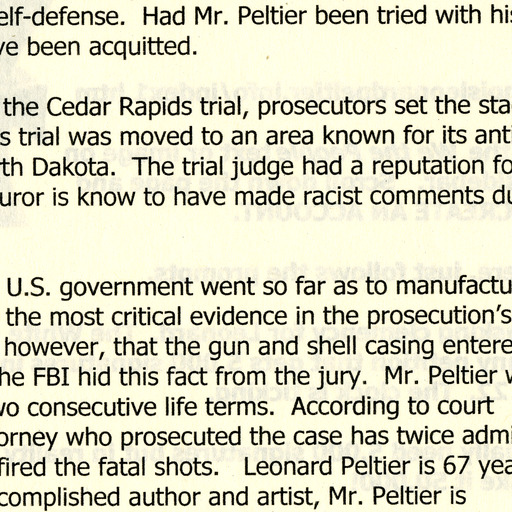 elf-defense. Had Mr. Peltier been tried with his
ve been acquitted.
the Cedar Rapids trial, prosecutors set the sta
s trial was moved to an area known for its anti
th Dakota. The trial judge had a reputation fo
uror is know to have made racist comments du
U.S. government went so far as to manufactu
the most critical evidence in the prosecution's
however, that the gun and shell casing entere
he FBI hid this fact from the jury. Mr. Peltier w
vo consecutive life terms. According to court
orney who prosecuted the case has twice admi
fired the fatal shots. Leonard Peltier is 67 yea
complished author and artist, Mr. Peltier is